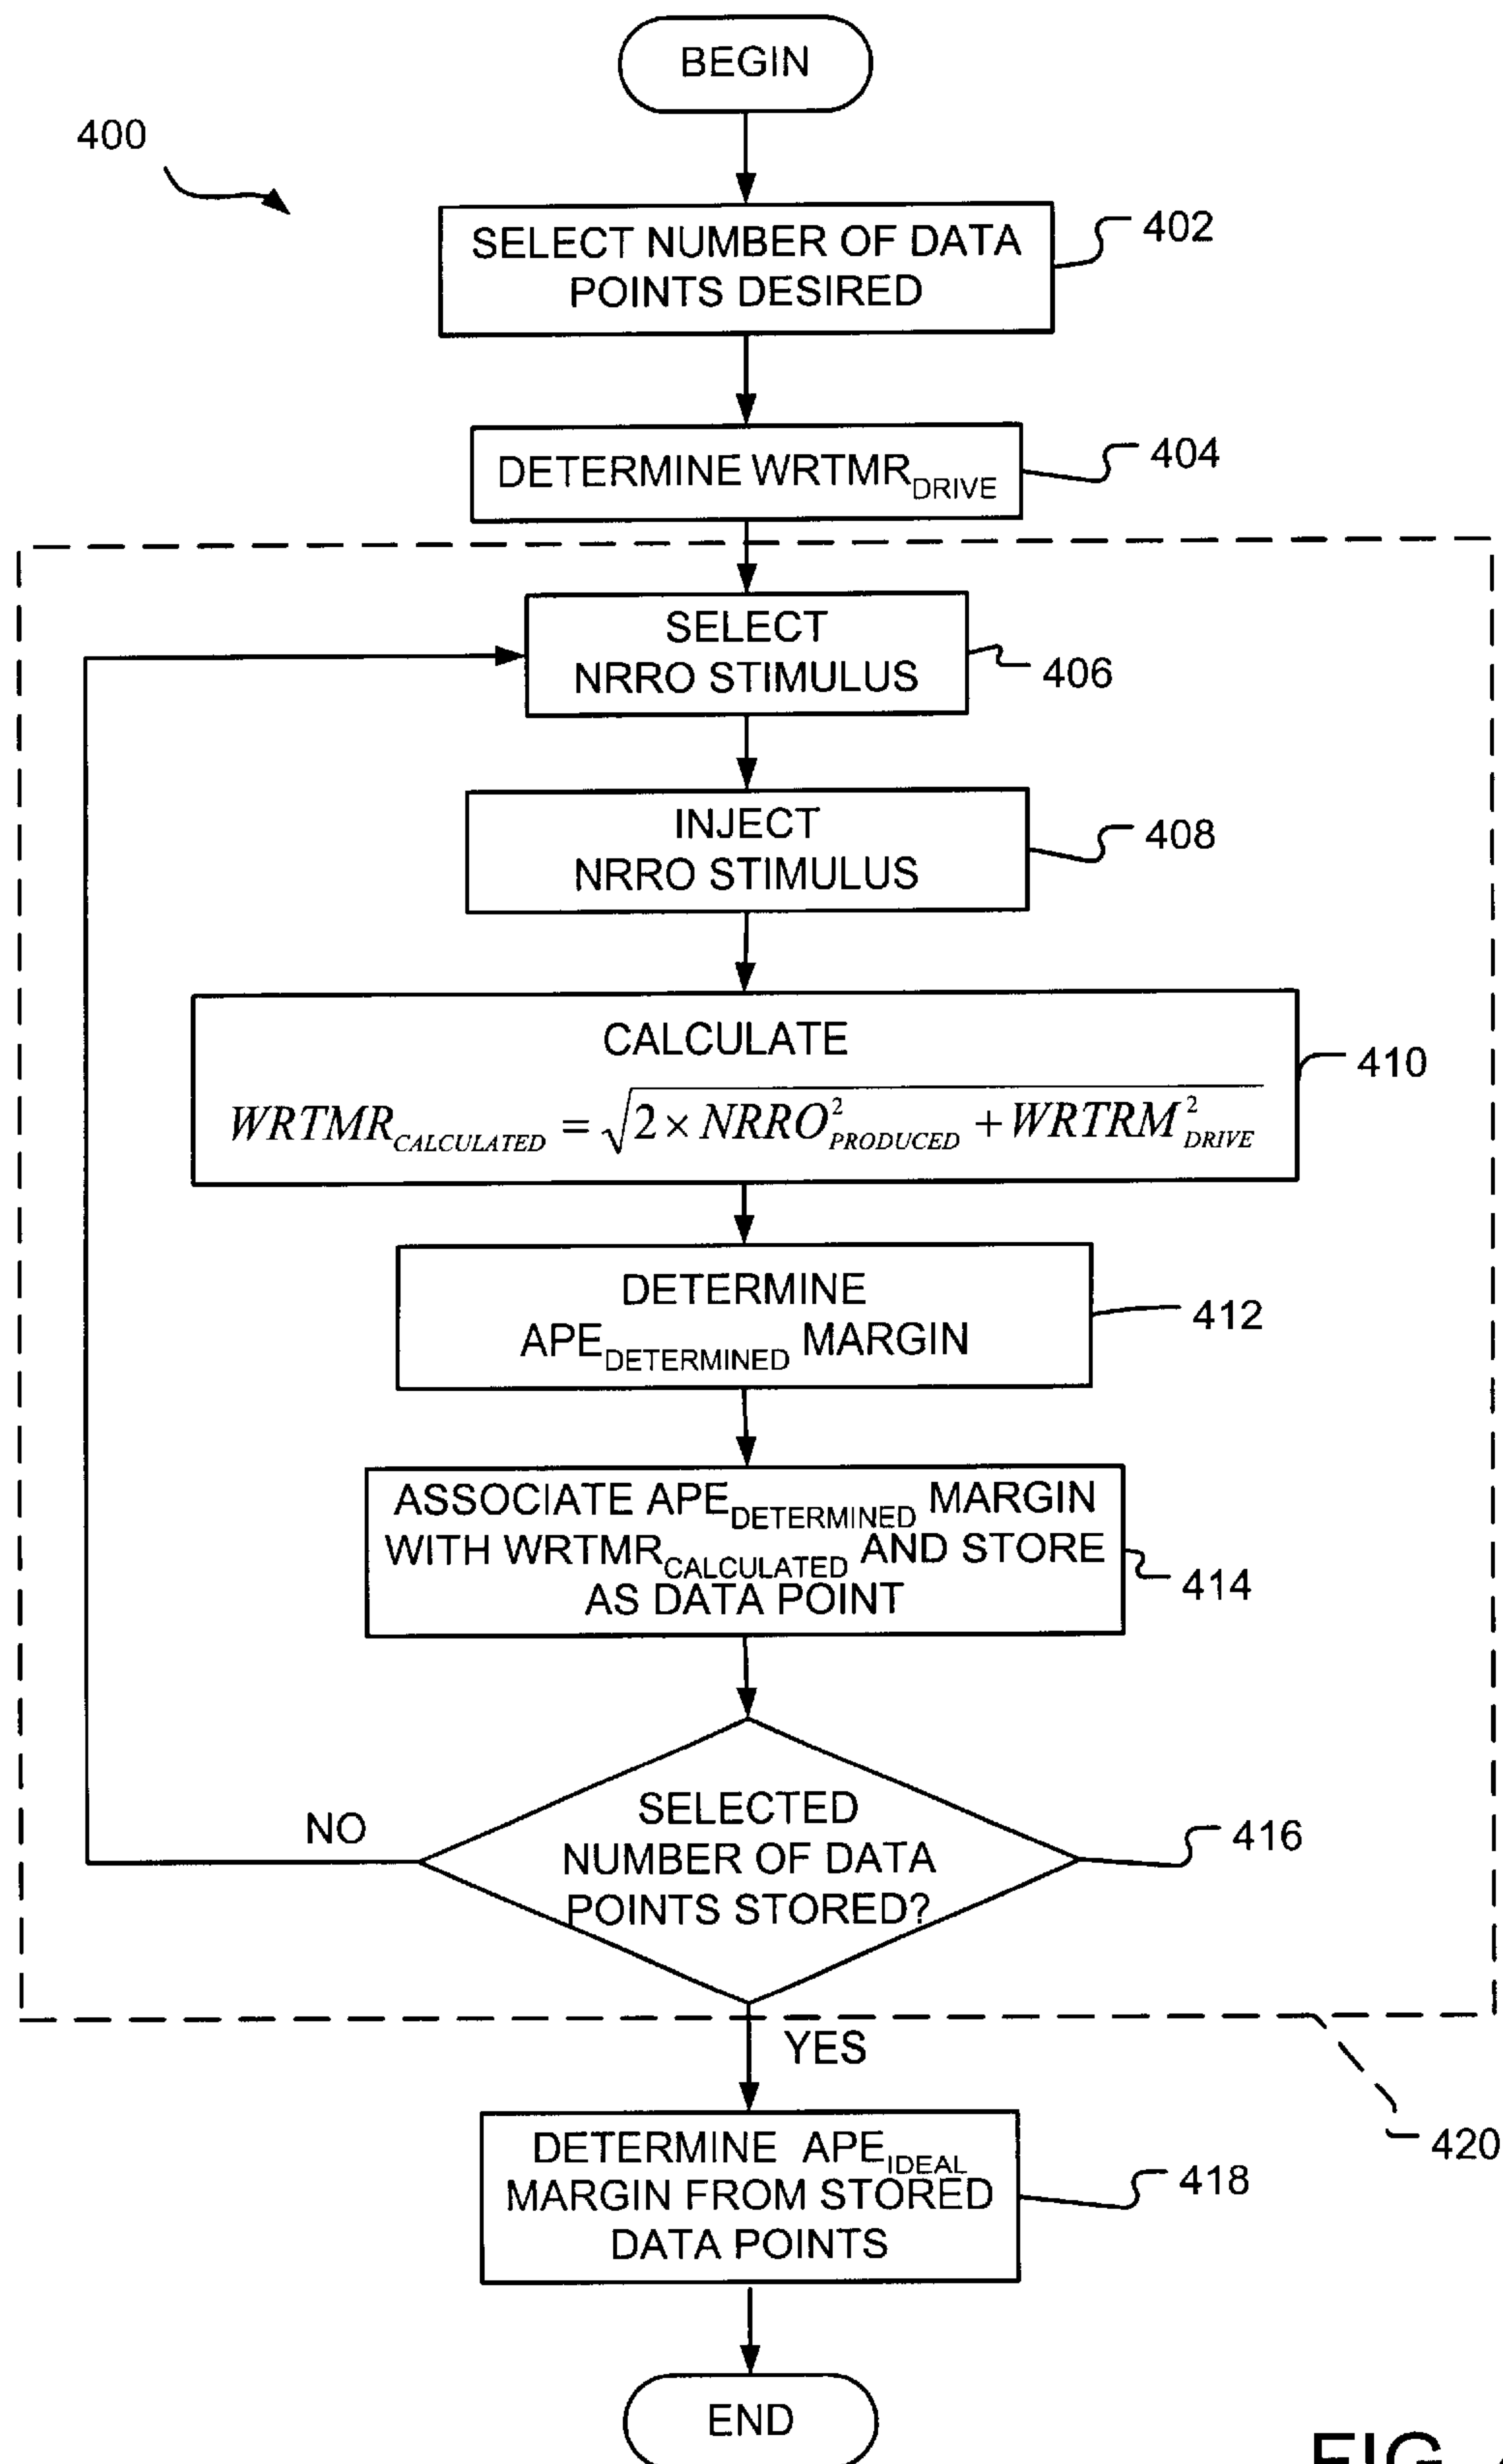 BEGIN
400
SELECT NUMBER OF DATA
POINTS DESIRED
402
DETERMINE WRTMR_DRIVE
404
SELECT
NRRO STIMULUS
406
INJECT
NRRO STIMULUS
408
CALCULATE
WRTMR_CALCULATED = √(2 × NRRO²_PRODUCED + WRTRM²_DRIVE)
410
DETERMINE
APE_DETERMINED MARGIN
412
ASSOCIATE APE_DETERMINED MARGIN
WITH WRTMR_CALCULATED AND STORE
AS DATA POINT
414
SELECTED
NUMBER OF DATA
POINTS STORED?
416
NO
YES
420
DETERMINE APE_IDEAL
MARGIN FROM STORED
DATA POINTS
418
END
FIG